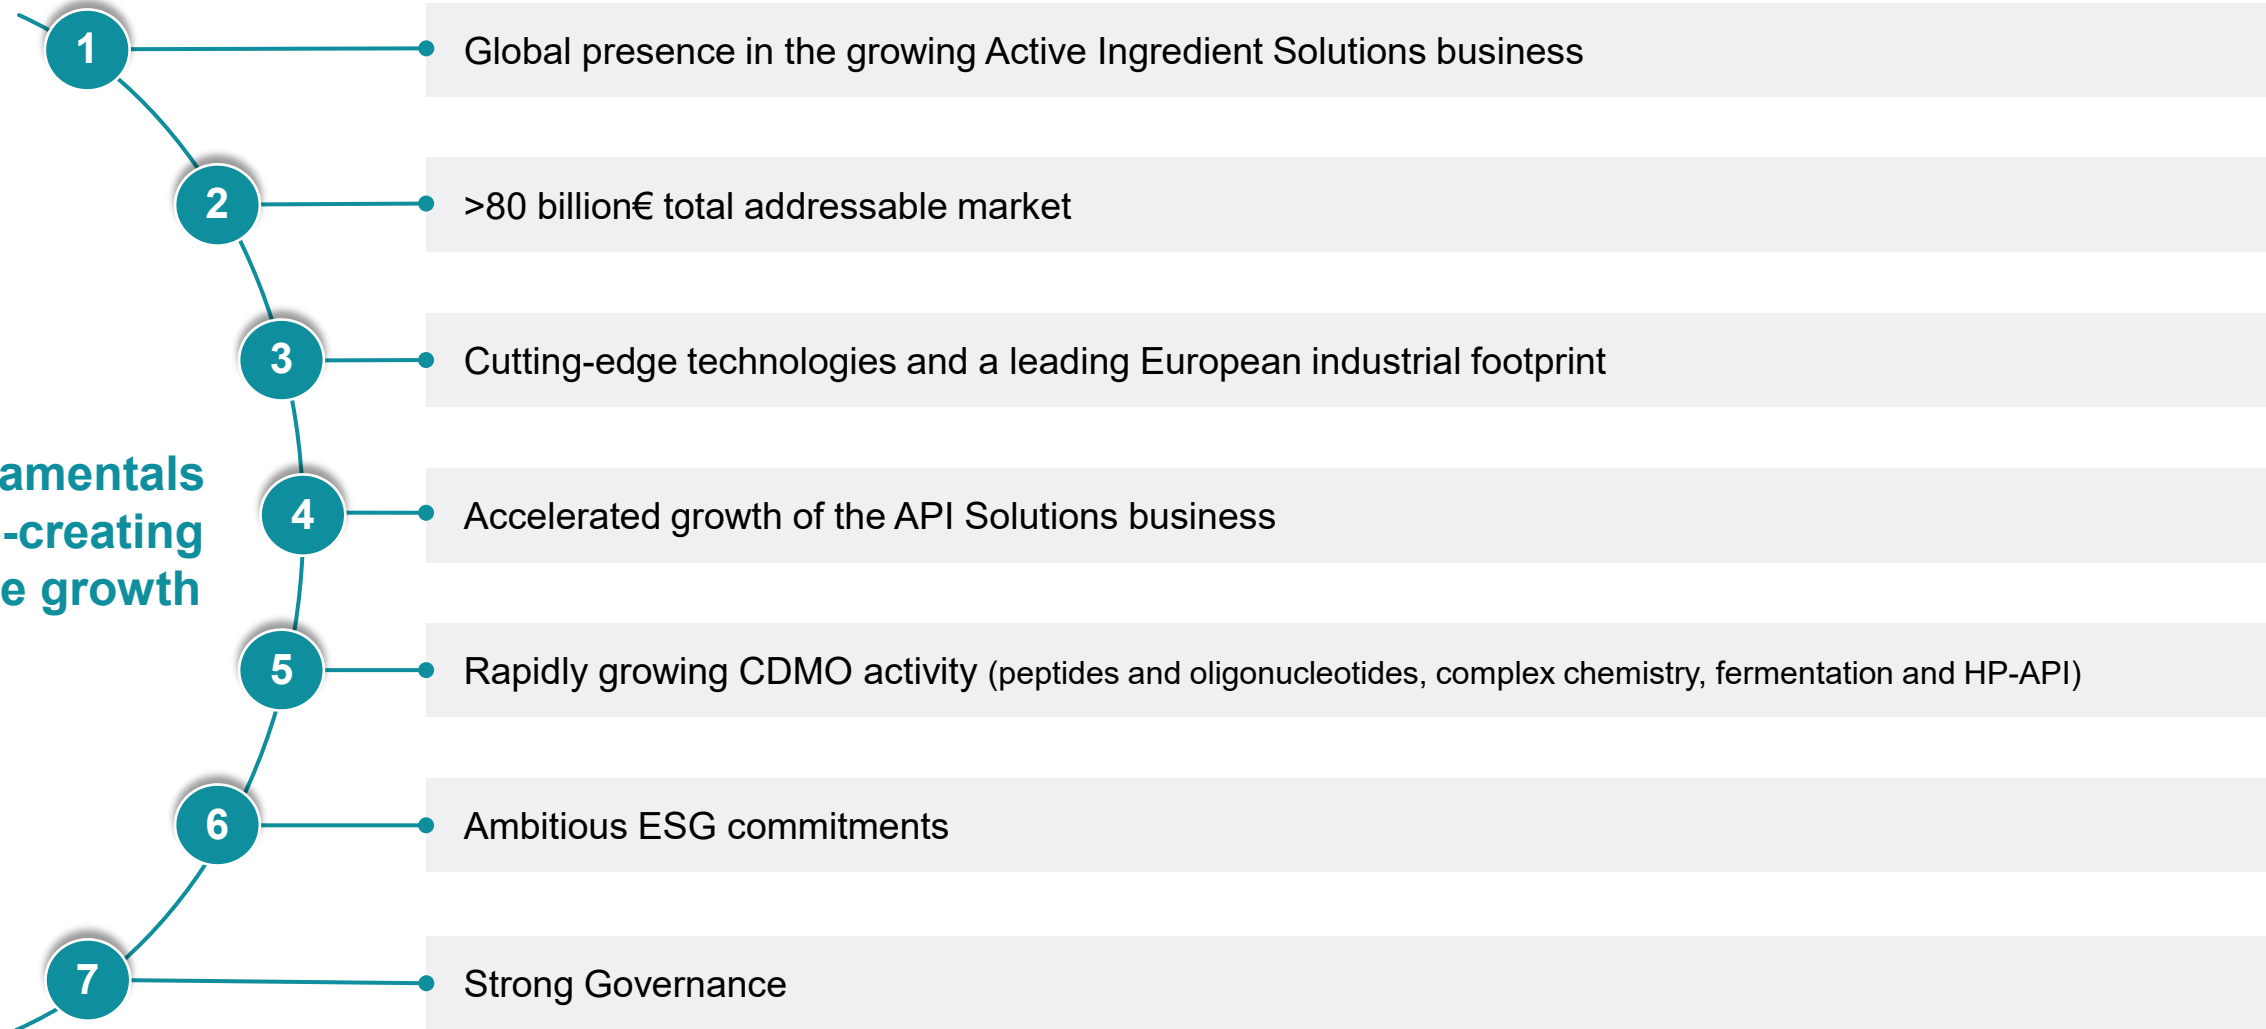 1
Global presence in the growing Active Ingredient Solutions business
2
>80 billion€ total addressable market
3
Cutting-edge technologies and a leading European industrial footprint
amentals
-creating
e growth
4
Accelerated growth of the API Solutions business
5
Rapidly growing CDMO activity (peptides and oligonucleotides, complex chemistry, fermentation and HP-API)
6
Ambitious ESG commitments
7
Strong Governance